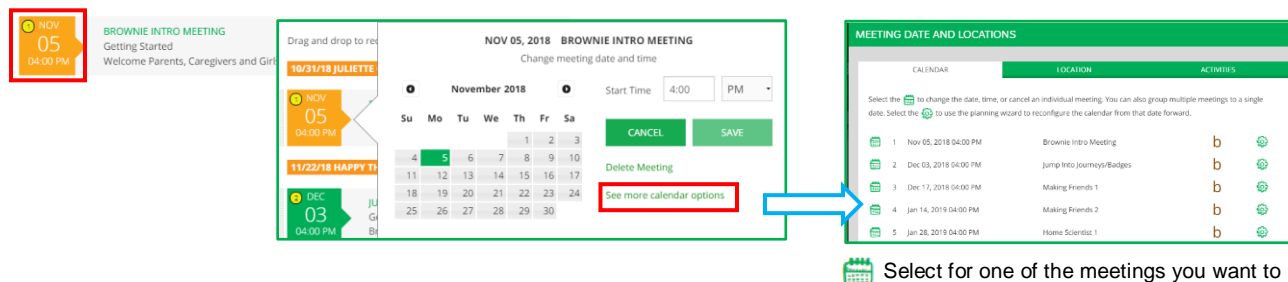 NOV
05
04:00 PM
BROWNIE INTRO MEETING
Getting Started
Welcome Parents, Caregivers and Girl
Drag and drop to
10/31/18 JULIETTE
NOV
05
04:00 PM
11/22/18 HAPPY
DEC
03
04:00 PM
NOV 05, 2018 BROWNIE INTRO MEETING
Change meeting date and time
November 2018
Su Mo Tu We Th Fr Sa
1 2 3
4 5 6 7 8 9 10
11 12 13 14 15 16 17
18 19 20 21 22 23 24
25 26 27 28 29 30
Start Time 4:00 PM
CANCEL SAVE
Delete Meeting
See more calendar options
MEETING DATE AND LOCATIONS
CALENDAR LOCATION ACTIVITIES
Select the to change the date, time, or cancel an individual meeting. You can also group multiple meetings to a single
date. Select the to use the planning wizard to reconfigure the calendar from that date forward.
1 Nov 05, 2018 04:00 PM Brownie Intro Meeting b
2 Dec 03, 2018 04:00 PM Jump Into Journeys/Badges b
3 Dec 17, 2018 04:00 PM Making Friends 1 b
4 Jan 14, 2019 04:00 PM Making Friends 2 b
5 Jan 28, 2019 04:00 PM Home Scientist 1 b
Select for one of the meetings you want to